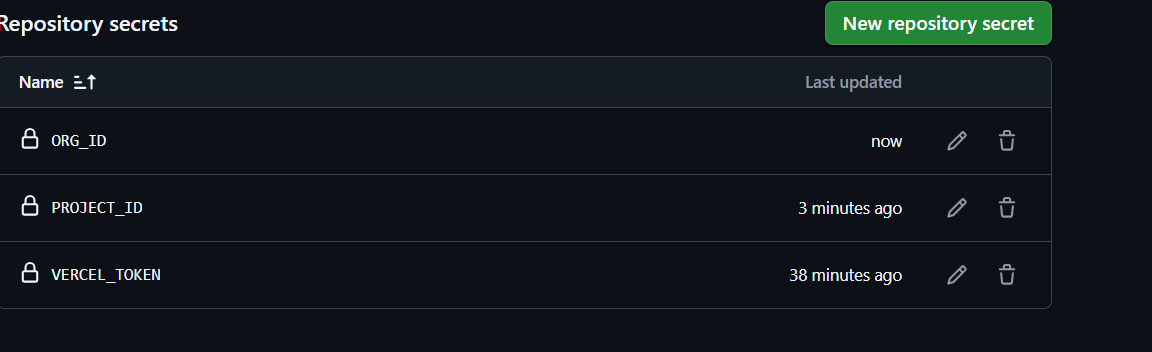 Repository secrets
New repository secret
Name
Last updated
ORG_ID
now
PROJECT_ID
3 minutes ago
VERCEL_TOKEN
38 minutes ago